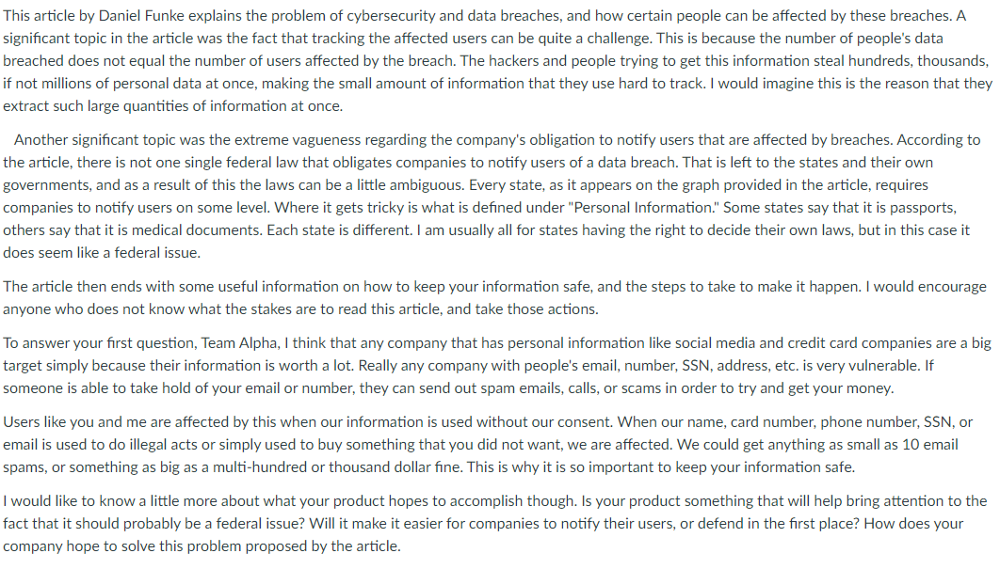 This article by Daniel Funke explains the problem of cybersecurity and data breaches, and how certain people can be affected by these breaches. A
significant topic in the article was the fact that tracking the affected users can be quite a challenge. This is because the number of people's data
breached does not equal the number of users affected by the breach. The hackers and people trying to get this information steal hundreds, thousands,
if not millions of personal data at once, making the small amount of information that they use hard to track. I would imagine this is the reason that they
extract such large quantities of information at once.
Another significant topic was the extreme vagueness regarding the company's obligation to notify users that are affected by breaches. According to
the article, there is not one single federal law that obligates companies to notify users of a data breach. That is left to the states and their own
governments, and as a result of this the laws can be a little ambiguous. Every state, as it appears on the graph provided in the article, requires
companies to notify users on some level. Where it gets tricky is what is defined under "Personal Information." Some states say that it is passports,
others say that it is medical documents. Each state is different. I am usually all for states having the right to decide their own laws, but in this case it
does seem like a federal issue.
The article then ends with some useful information on how to keep your information safe, and the steps to take to make it happen. I would encourage
anyone who does not know what the stakes are to read this article, and take those actions.
To answer your first question, Team Alpha, I think that any company that has personal information like social media and credit card companies are a big
target simply because their information is worth a lot. Really any company with people's email, number, SSN, address, etc. is very vulnerable. If
someone is able to take hold of your email or number, they can send out spam emails, calls, or scams in order to try and get your money.
Users like you and me are affected by this when our information is used without our consent. When our name, card number, phone number, SSN, or
email is used to do illegal acts or simply used to buy something that you did not want, we are affected. We could get anything as small as 10 email
spams, or something as big as a multi-hundred or thousand dollar fine. This is why it is so important to keep your information safe.
I would like to know a little more about what your product hopes to accomplish though. Is your product something that will help bring attention to the
fact that it should probably be a federal issue? Will it make it easier for companies to notify their users, or defend in the first place? How does your
company hope to solve this problem proposed by the article.